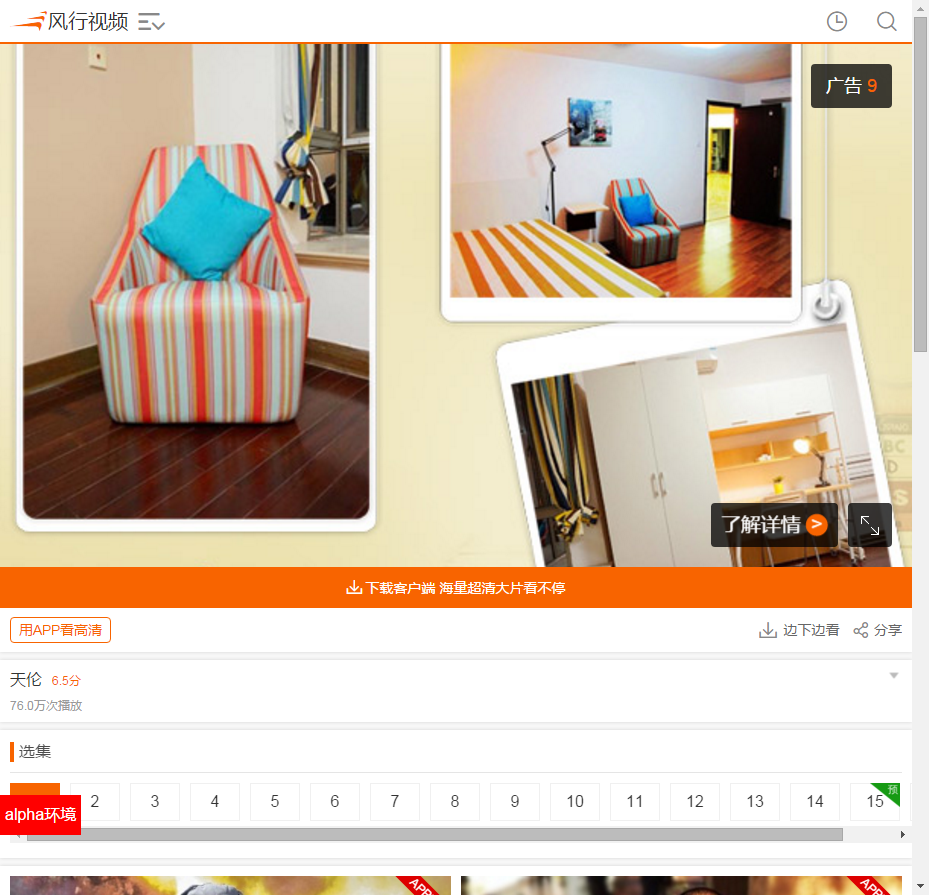 风行视频
广告 9
了解详情 >
下载客户端 海量超清大片看不停
用APP看高清
边下边看 分享
天伦 6.5分
76.0万次播放
选集
2 3 4 5 6 7 8 9 10 11 12 13 14 15 预
alpha环境
APP
APP